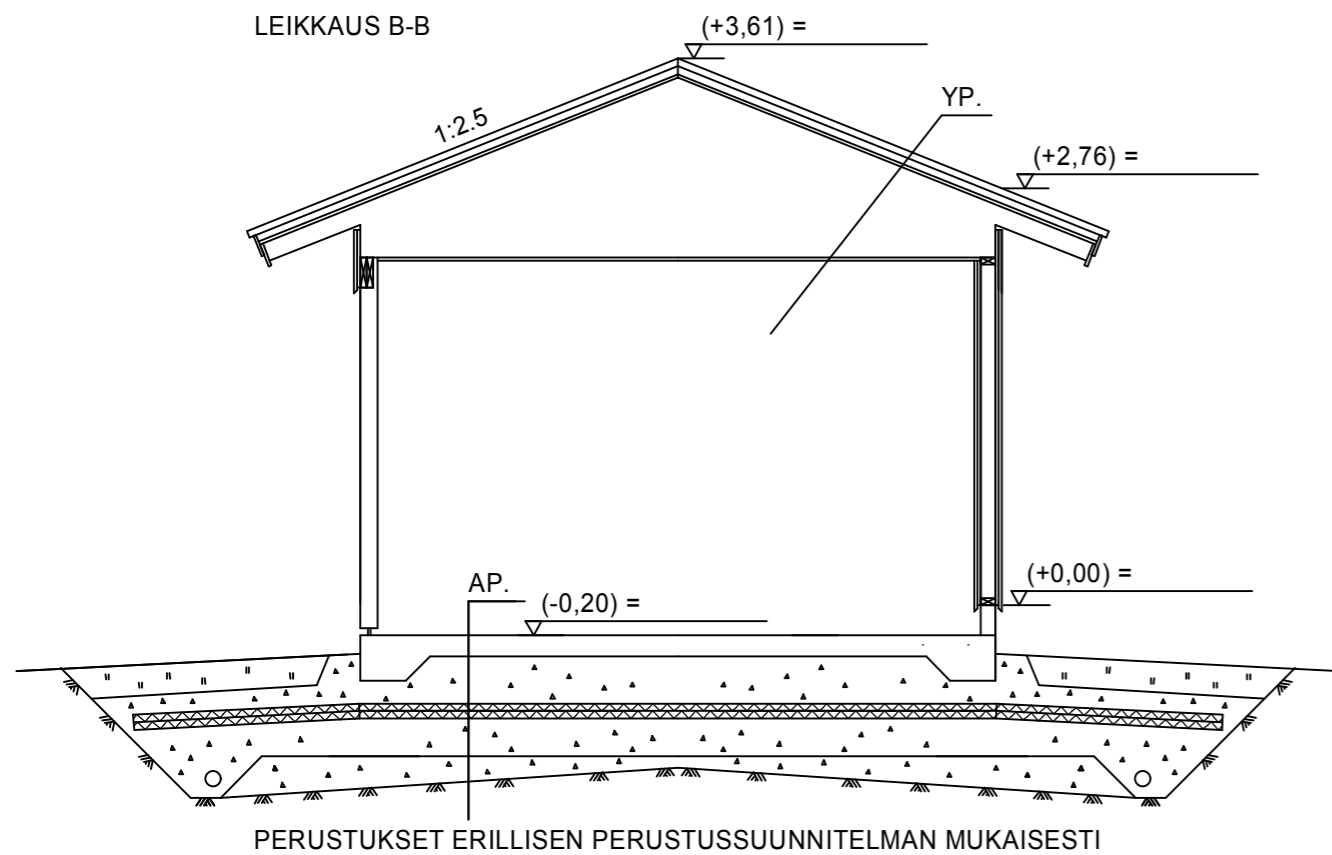 LEIKKAUS B-B
(+3,61) =
YP.
1:2.5
(+2,76) =
AP.
(-0,20) =
(+0,00) =
PERUSTUKSET ERILLISEN PERUSTUSSUUNNITELMAN MUKAISESTI